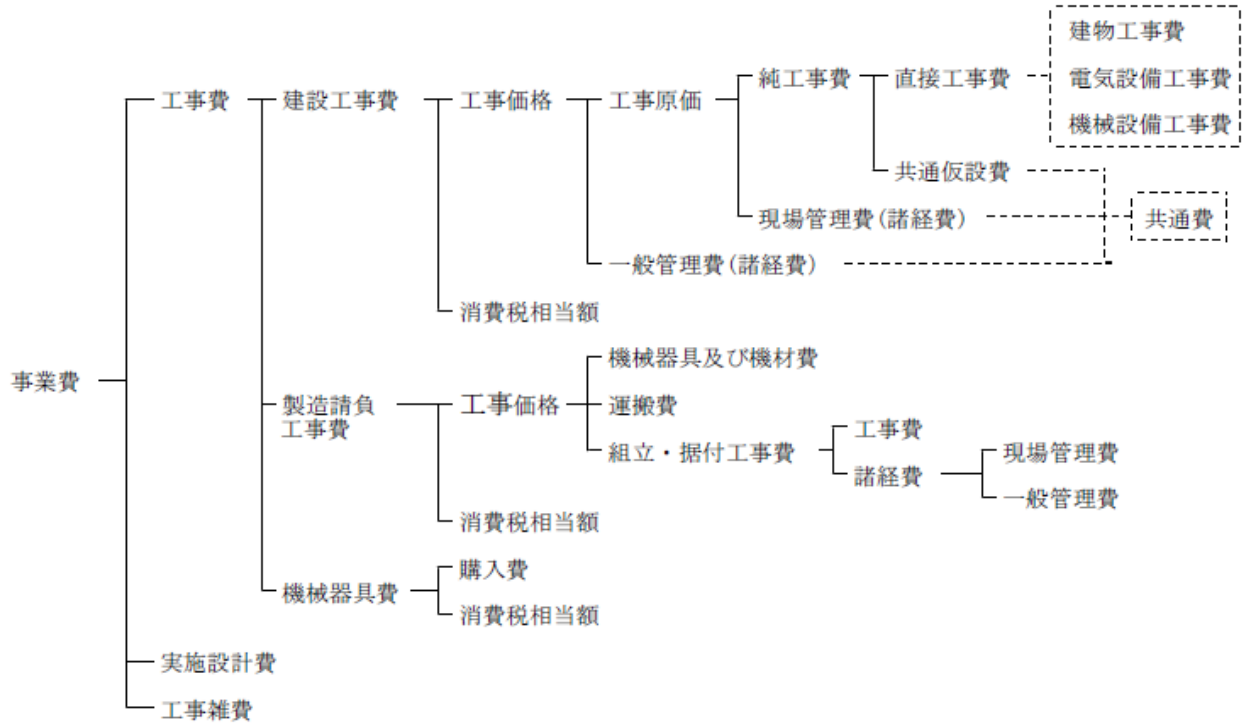 建物工事費
電気設備工事費
機械設備工事費
工事費
建設工事費
工事価格
工事原価
純工事費
直接工事費
共通仮設費
現場管理費(諸経費)
共通費
一般管理費(諸経費)
消費税相当額
事業費
製造請負
工事費
工事価格
機械器具及び機材費
運搬費
組立・据付工事費
工事費
諸経費
現場管理費
一般管理費
消費税相当額
機械器具費
購入費
消費税相当額
実施設計費
工事雑費